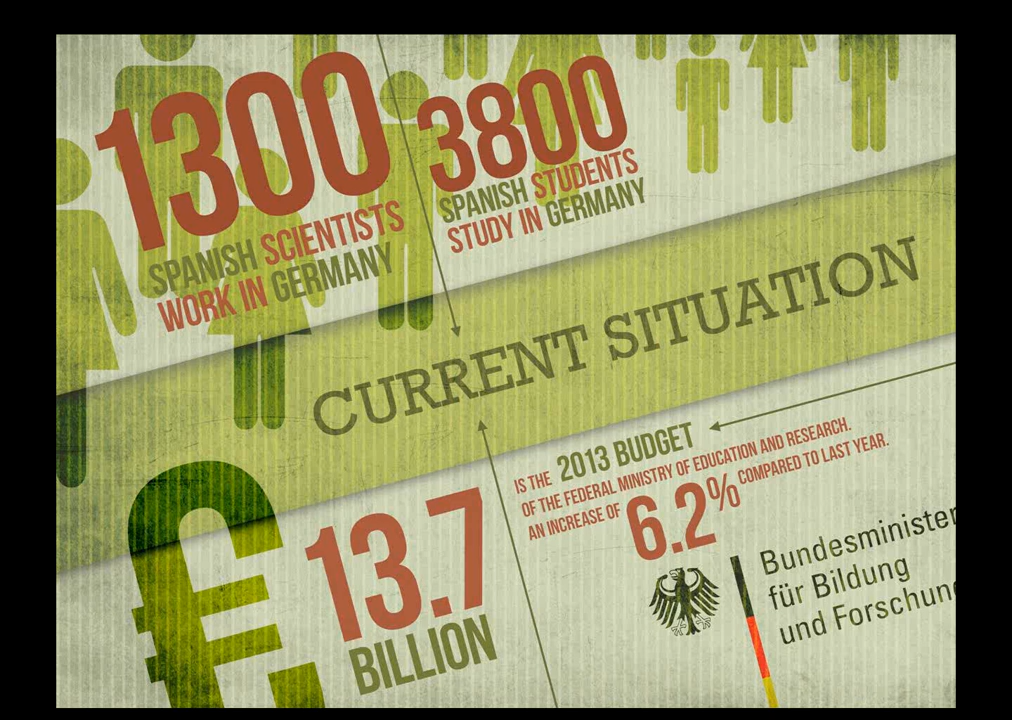 1300
SPANISH SCIENTISTS
WORK IN GERMANY
3800
SPANISH STUDENTS
STUDY IN GERMANY
CURRENT SITUATION
€ 13.7
BILLION
IS THE 2013 BUDGET
OF THE FEDERAL MINISTRY OF EDUCATION AND RESEARCH.
AN INCREASE OF 6.2% COMPARED TO LAST YEAR.
Bundesminister
für Bildung
und Forschun